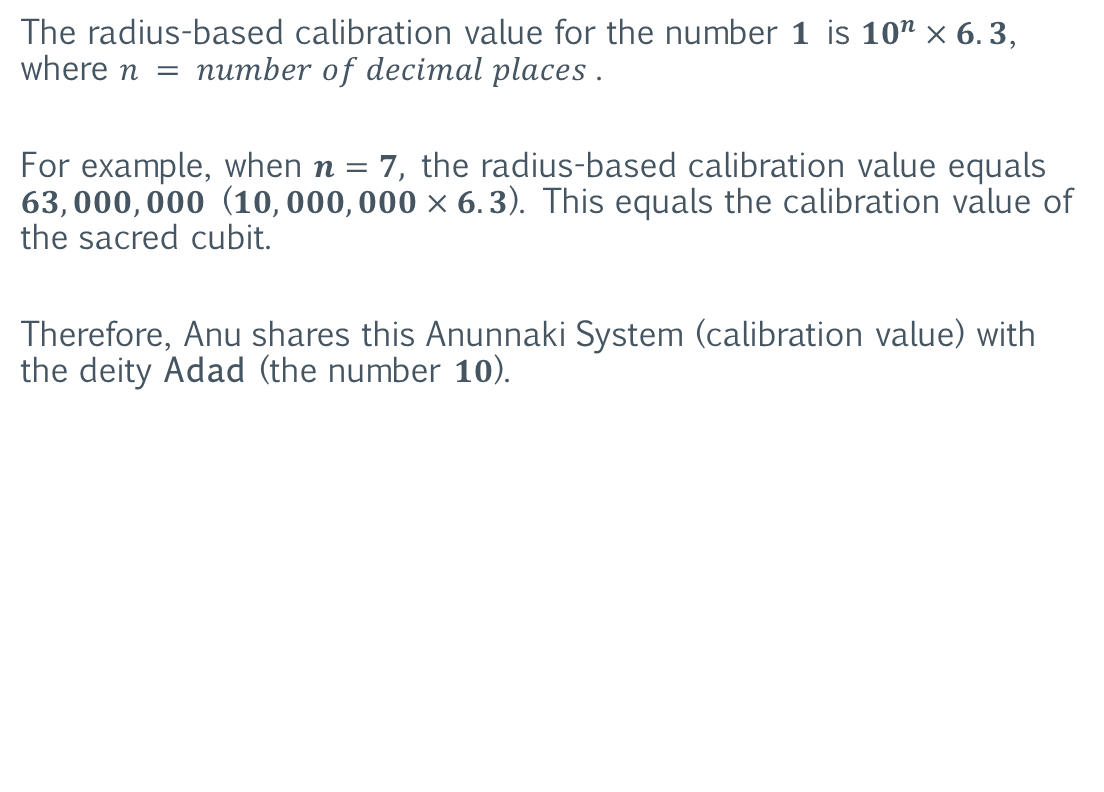 The radius-based calibration value for the number 1 is 10ⁿ × 6.3,
where n = number of decimal places .
For example, when n = 7, the radius-based calibration value equals
63,000,000 (10,000,000 × 6.3). This equals the calibration value of
the sacred cubit.
Therefore, Anu shares this Anunnaki System (calibration value) with
the deity Adad (the number 10).